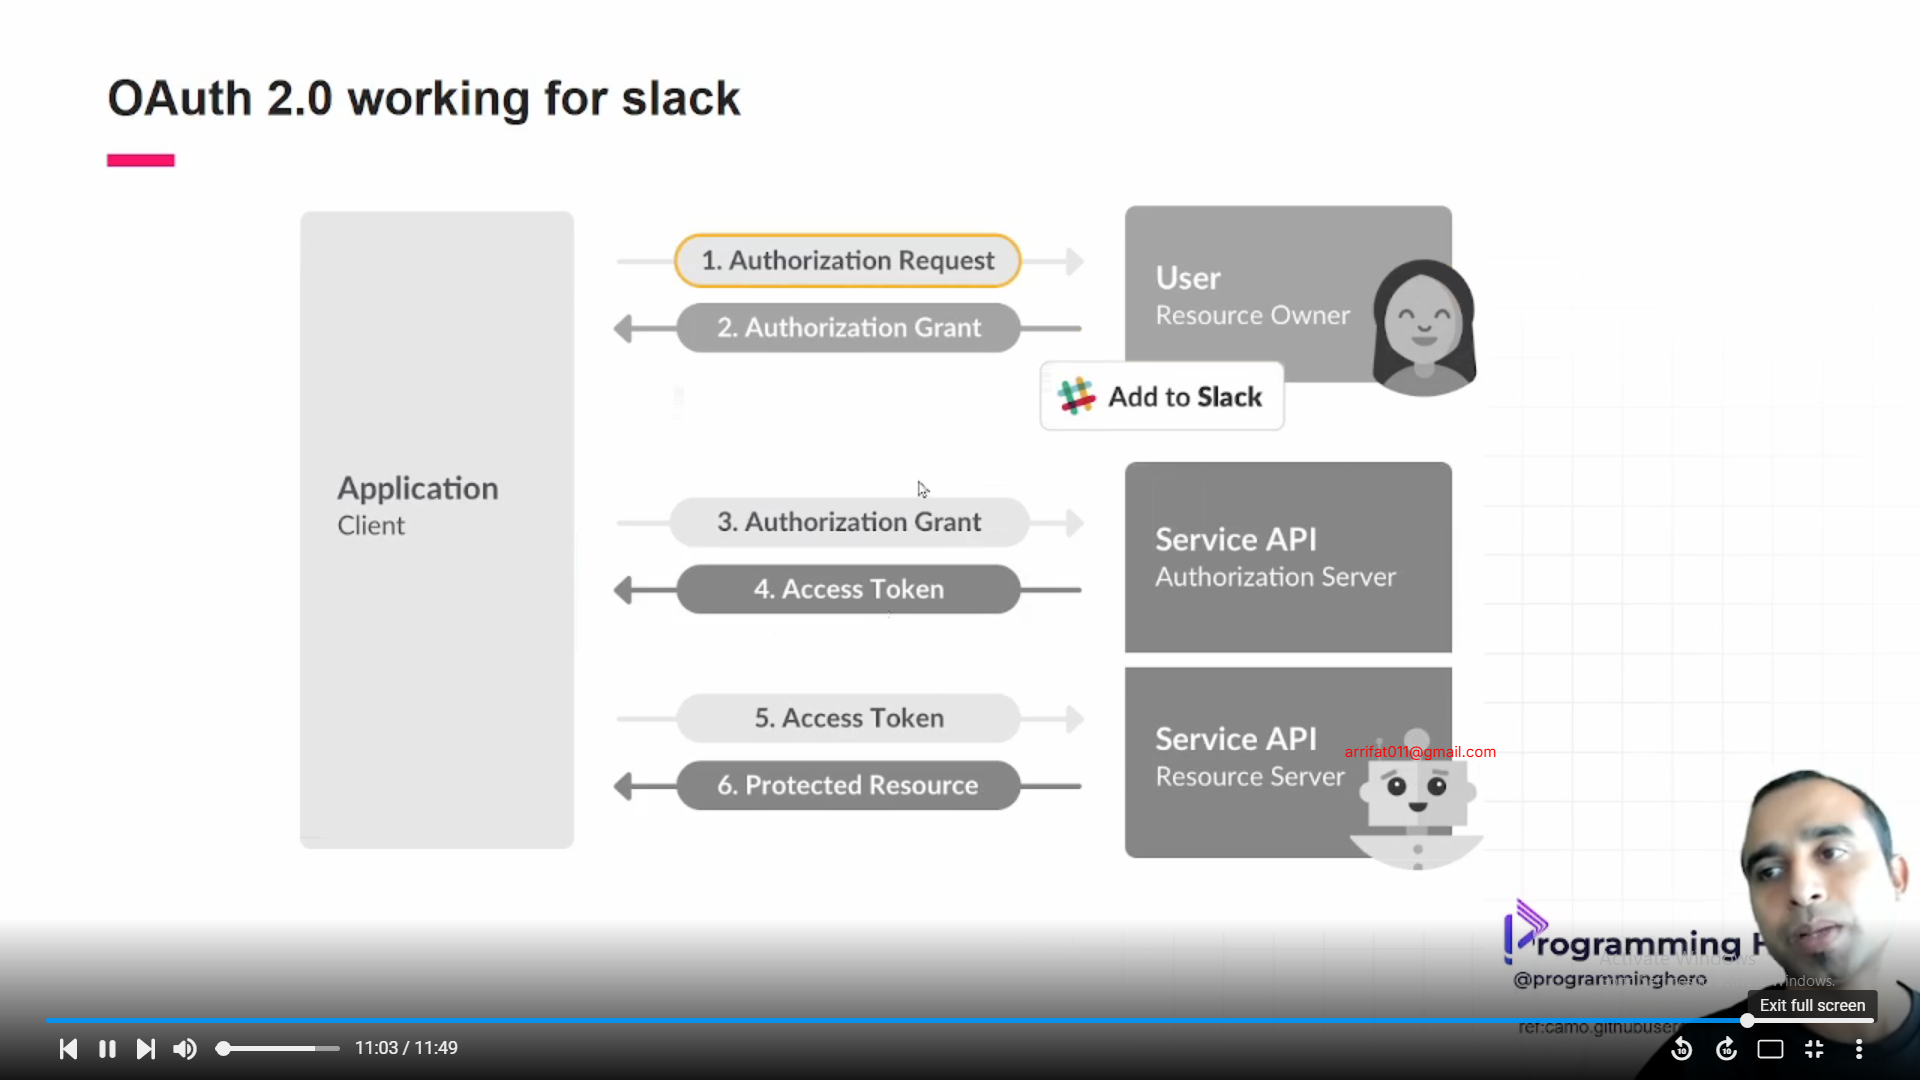 OAuth 2.0 working for slack
1. Authorization Request
2. Authorization Grant
User
Resource Owner
Add to Slack
Application
Client
3. Authorization Grant
4. Access Token
Service API
Authorization Server
5. Access Token
6. Protected Resource
Service API
Resource Server
arrifat011@gmail.com
Programming H
Activate Windows
@programminghero
Windows.
Exit full screen
ref:camo.githubuser
10
10
11:03 / 11:49